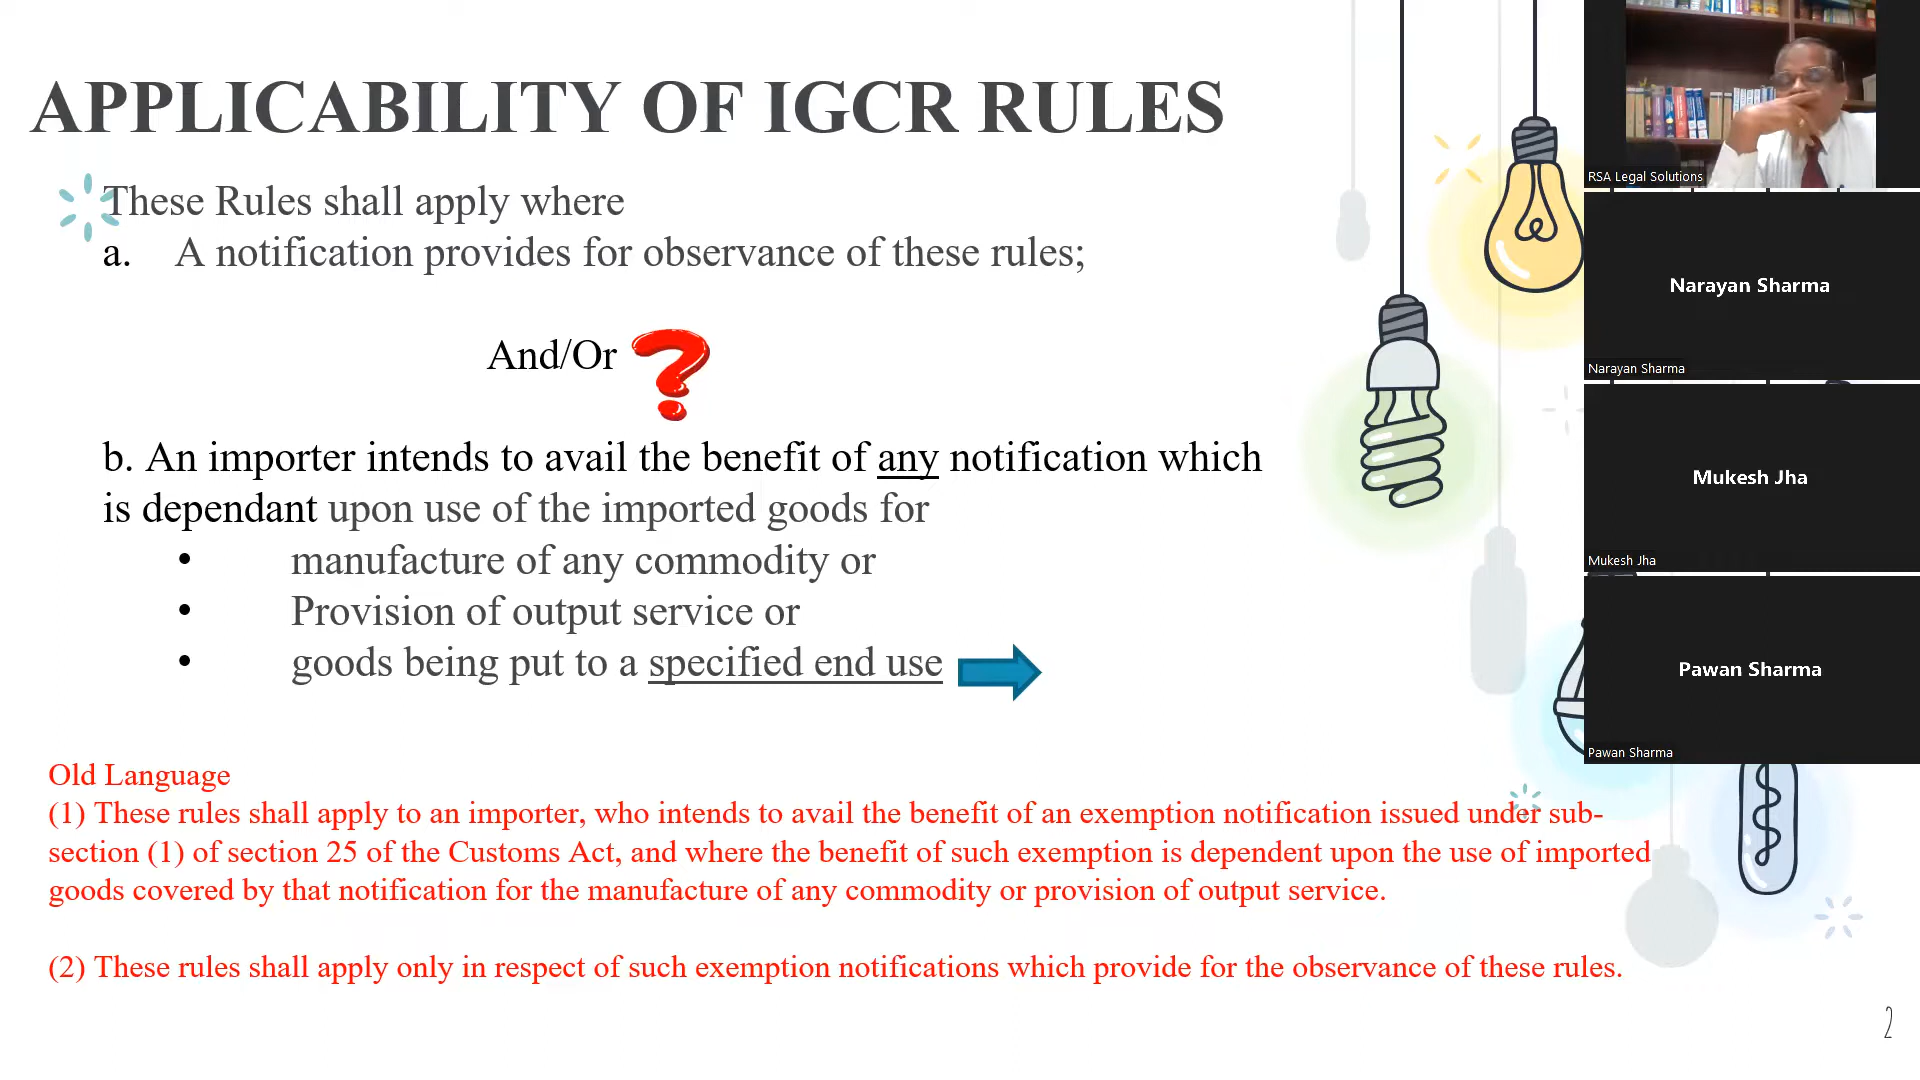 APPLICABILITY OF IGCR RULES
These Rules shall apply where
a. A notification provides for observance of these rules;
And/Or
b. An importer intends to avail the benefit of any notification which
is dependant upon use of the imported goods for
• manufacture of any commodity or
• Provision of output service or
• goods being put to a specified end use
Old Language
(1) These rules shall apply to an importer, who intends to avail the benefit of an exemption notification issued under sub-
section (1) of section 25 of the Customs Act, and where the benefit of such exemption is dependent upon the use of imported
goods covered by that notification for the manufacture of any commodity or provision of output service.
(2) These rules shall apply only in respect of such exemption notifications which provide for the observance of these rules.
2
RSA Legal Solutions
Narayan Sharma
Narayan Sharma
Mukesh Jha
Mukesh Jha
Pawan Sharma
Pawan Sharma